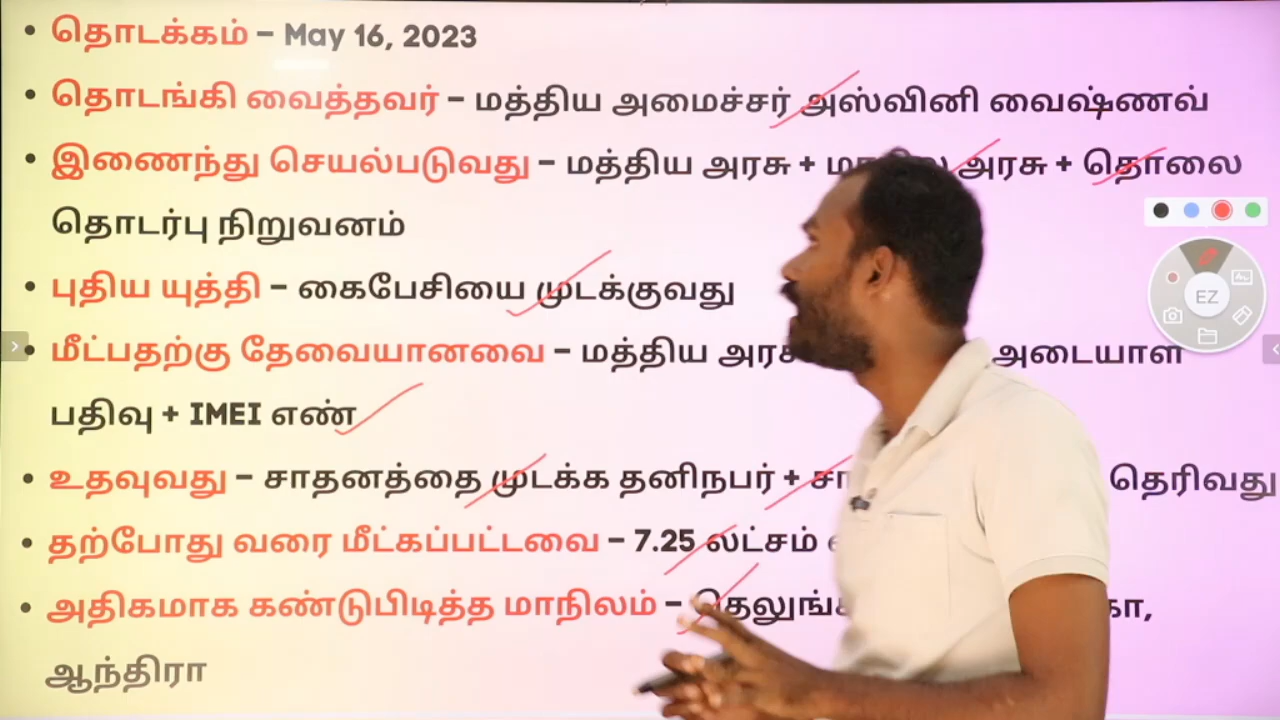 • தொடக்கம் – May 16, 2023
• தொடங்கி வைத்தவர் – மத்திய அமைச்சர் அஸ்வினி வைஷ்ணவ்
• இணைந்து செயல்படுவது – மத்திய அரசு + அரசு + தொலை
தொடர்பு நிறுவனம்
• புதிய யுத்தி – கைபேசியை முடக்குவது
EZ
• மீட்பதற்கு தேவையானவை – மத்திய அடையாள
பதிவு + IMEI எண்
• உதவுவது – சாதனத்தை முடக்க தனிநபர் + தெரிவது
• தற்போது வரை மீட்கப்பட்டவை – 7.25 லட்சம்
• அதிகமாக கண்டுபிடித்த மாநிலம் –
ஆந்திரா